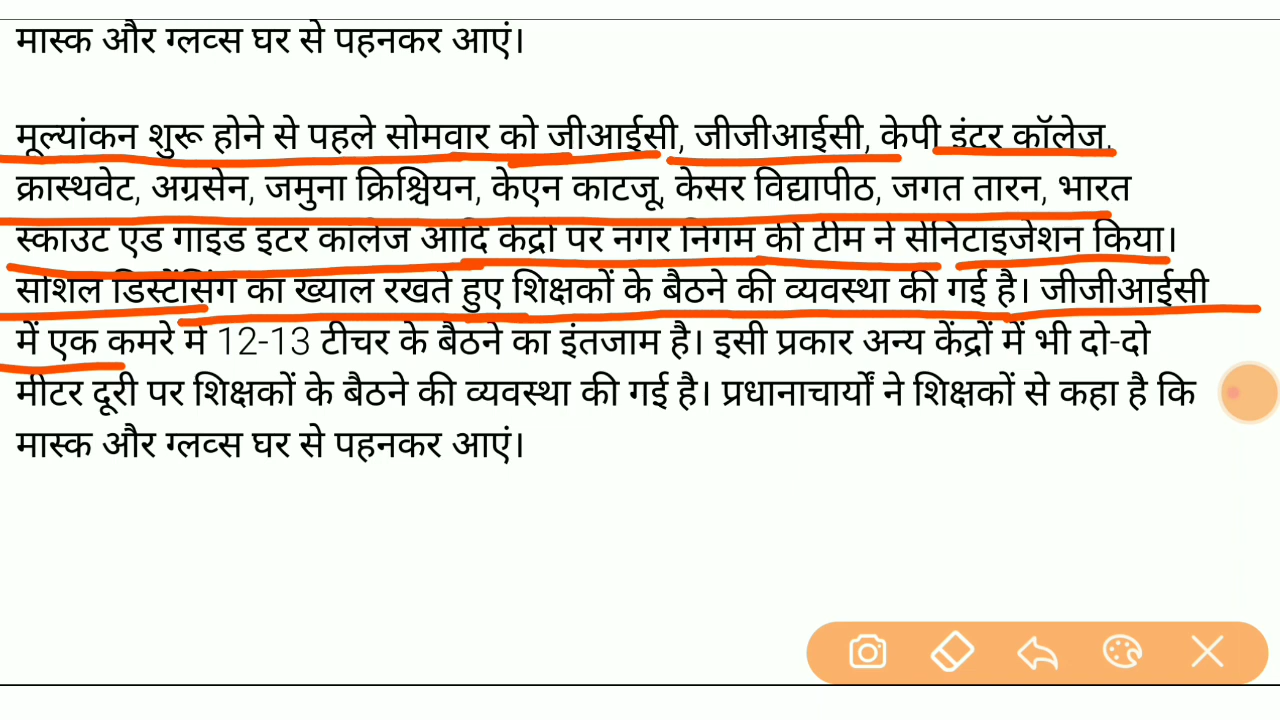 मास्क और ग्लव्स घर से पहनकर आएं।
मूल्यांकन शुरू होने से पहले सोमवार को जीआईसी, जीजीआईसी, केपी इंटर कॉलेज,
क्रास्थवेट, अग्रसेन, जमुना क्रिश्चियन, केएन काटजू, केसर विद्यापीठ, जगत तारन, भारत
स्काउट एंड गाइड इंटर कॉलेज आदि केंद्रों पर नगर निगम की टीम ने सेनिटाइजेशन किया।
सोशल डिस्टेंसिंग का ख्याल रखते हुए शिक्षकों के बैठने की व्यवस्था की गई है। जीजीआईसी
में एक कमरे में 12-13 टीचर के बैठने का इंतजाम है। इसी प्रकार अन्य केंद्रों में भी दो-दो
मीटर दूरी पर शिक्षकों के बैठने की व्यवस्था की गई है। प्रधानाचार्यों ने शिक्षकों से कहा है कि
मास्क और ग्लव्स घर से पहनकर आएं।